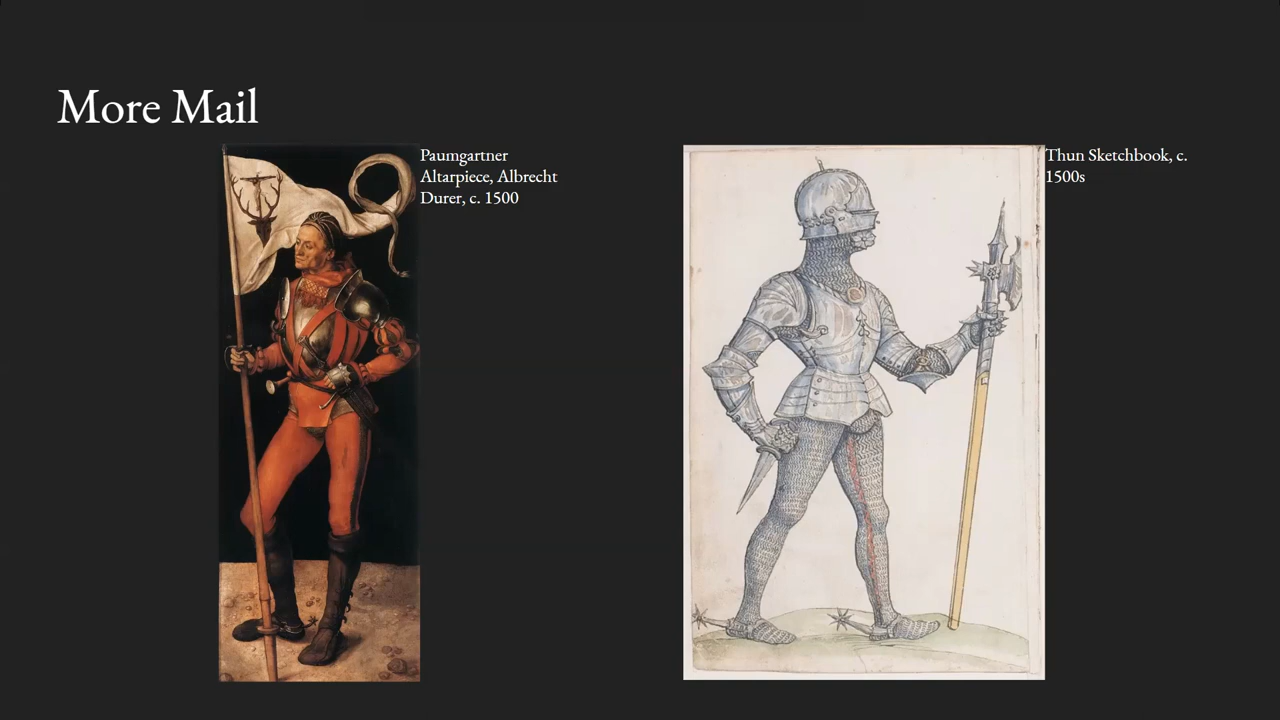 More Mail
Paumgartner
Altarpiece, Albrecht
Durer, c. 1500
Thun Sketchbook, c.
1500s